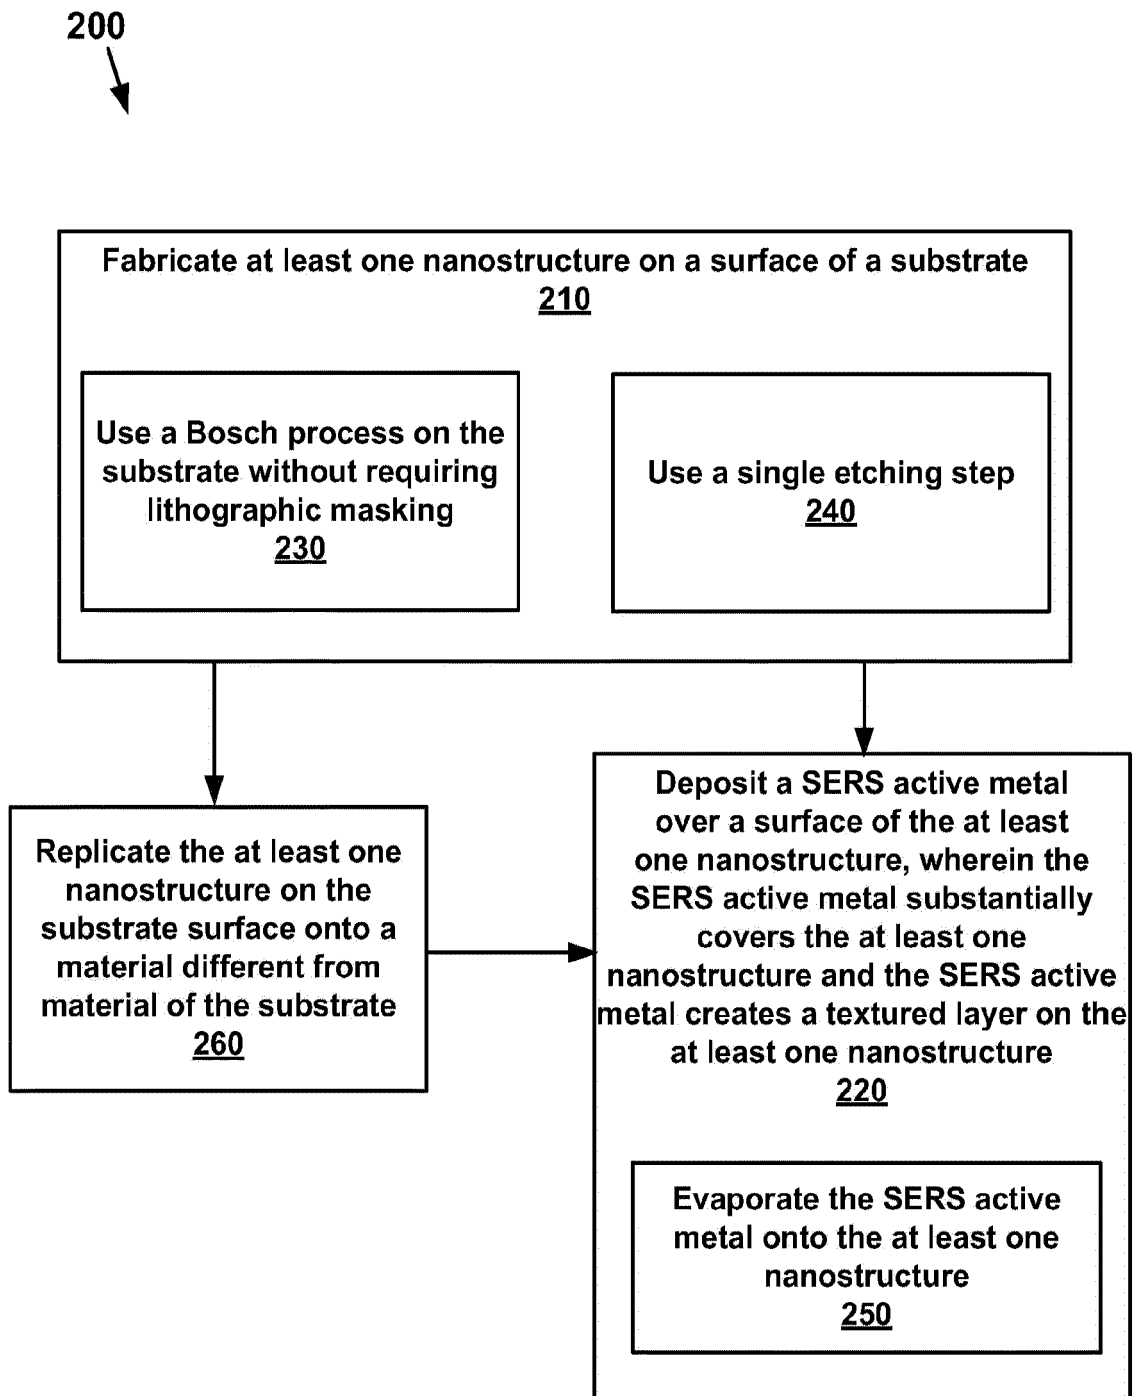 200
Fabricate at least one nanostructure on a surface of a substrate
210
Use a Bosch process on the
substrate without requiring
lithographic masking
230
Use a single etching step
240
Replicate the at least one
nanostructure on the
substrate surface onto a
material different from
material of the substrate
260
Deposit a SERS active metal
over a surface of the at least
one nanostructure, wherein the
SERS active metal substantially
covers the at least one
nanostructure and the SERS active
metal creates a textured layer on the
at least one nanostructure
220
Evaporate the SERS active
metal onto the at least one
nanostructure
250